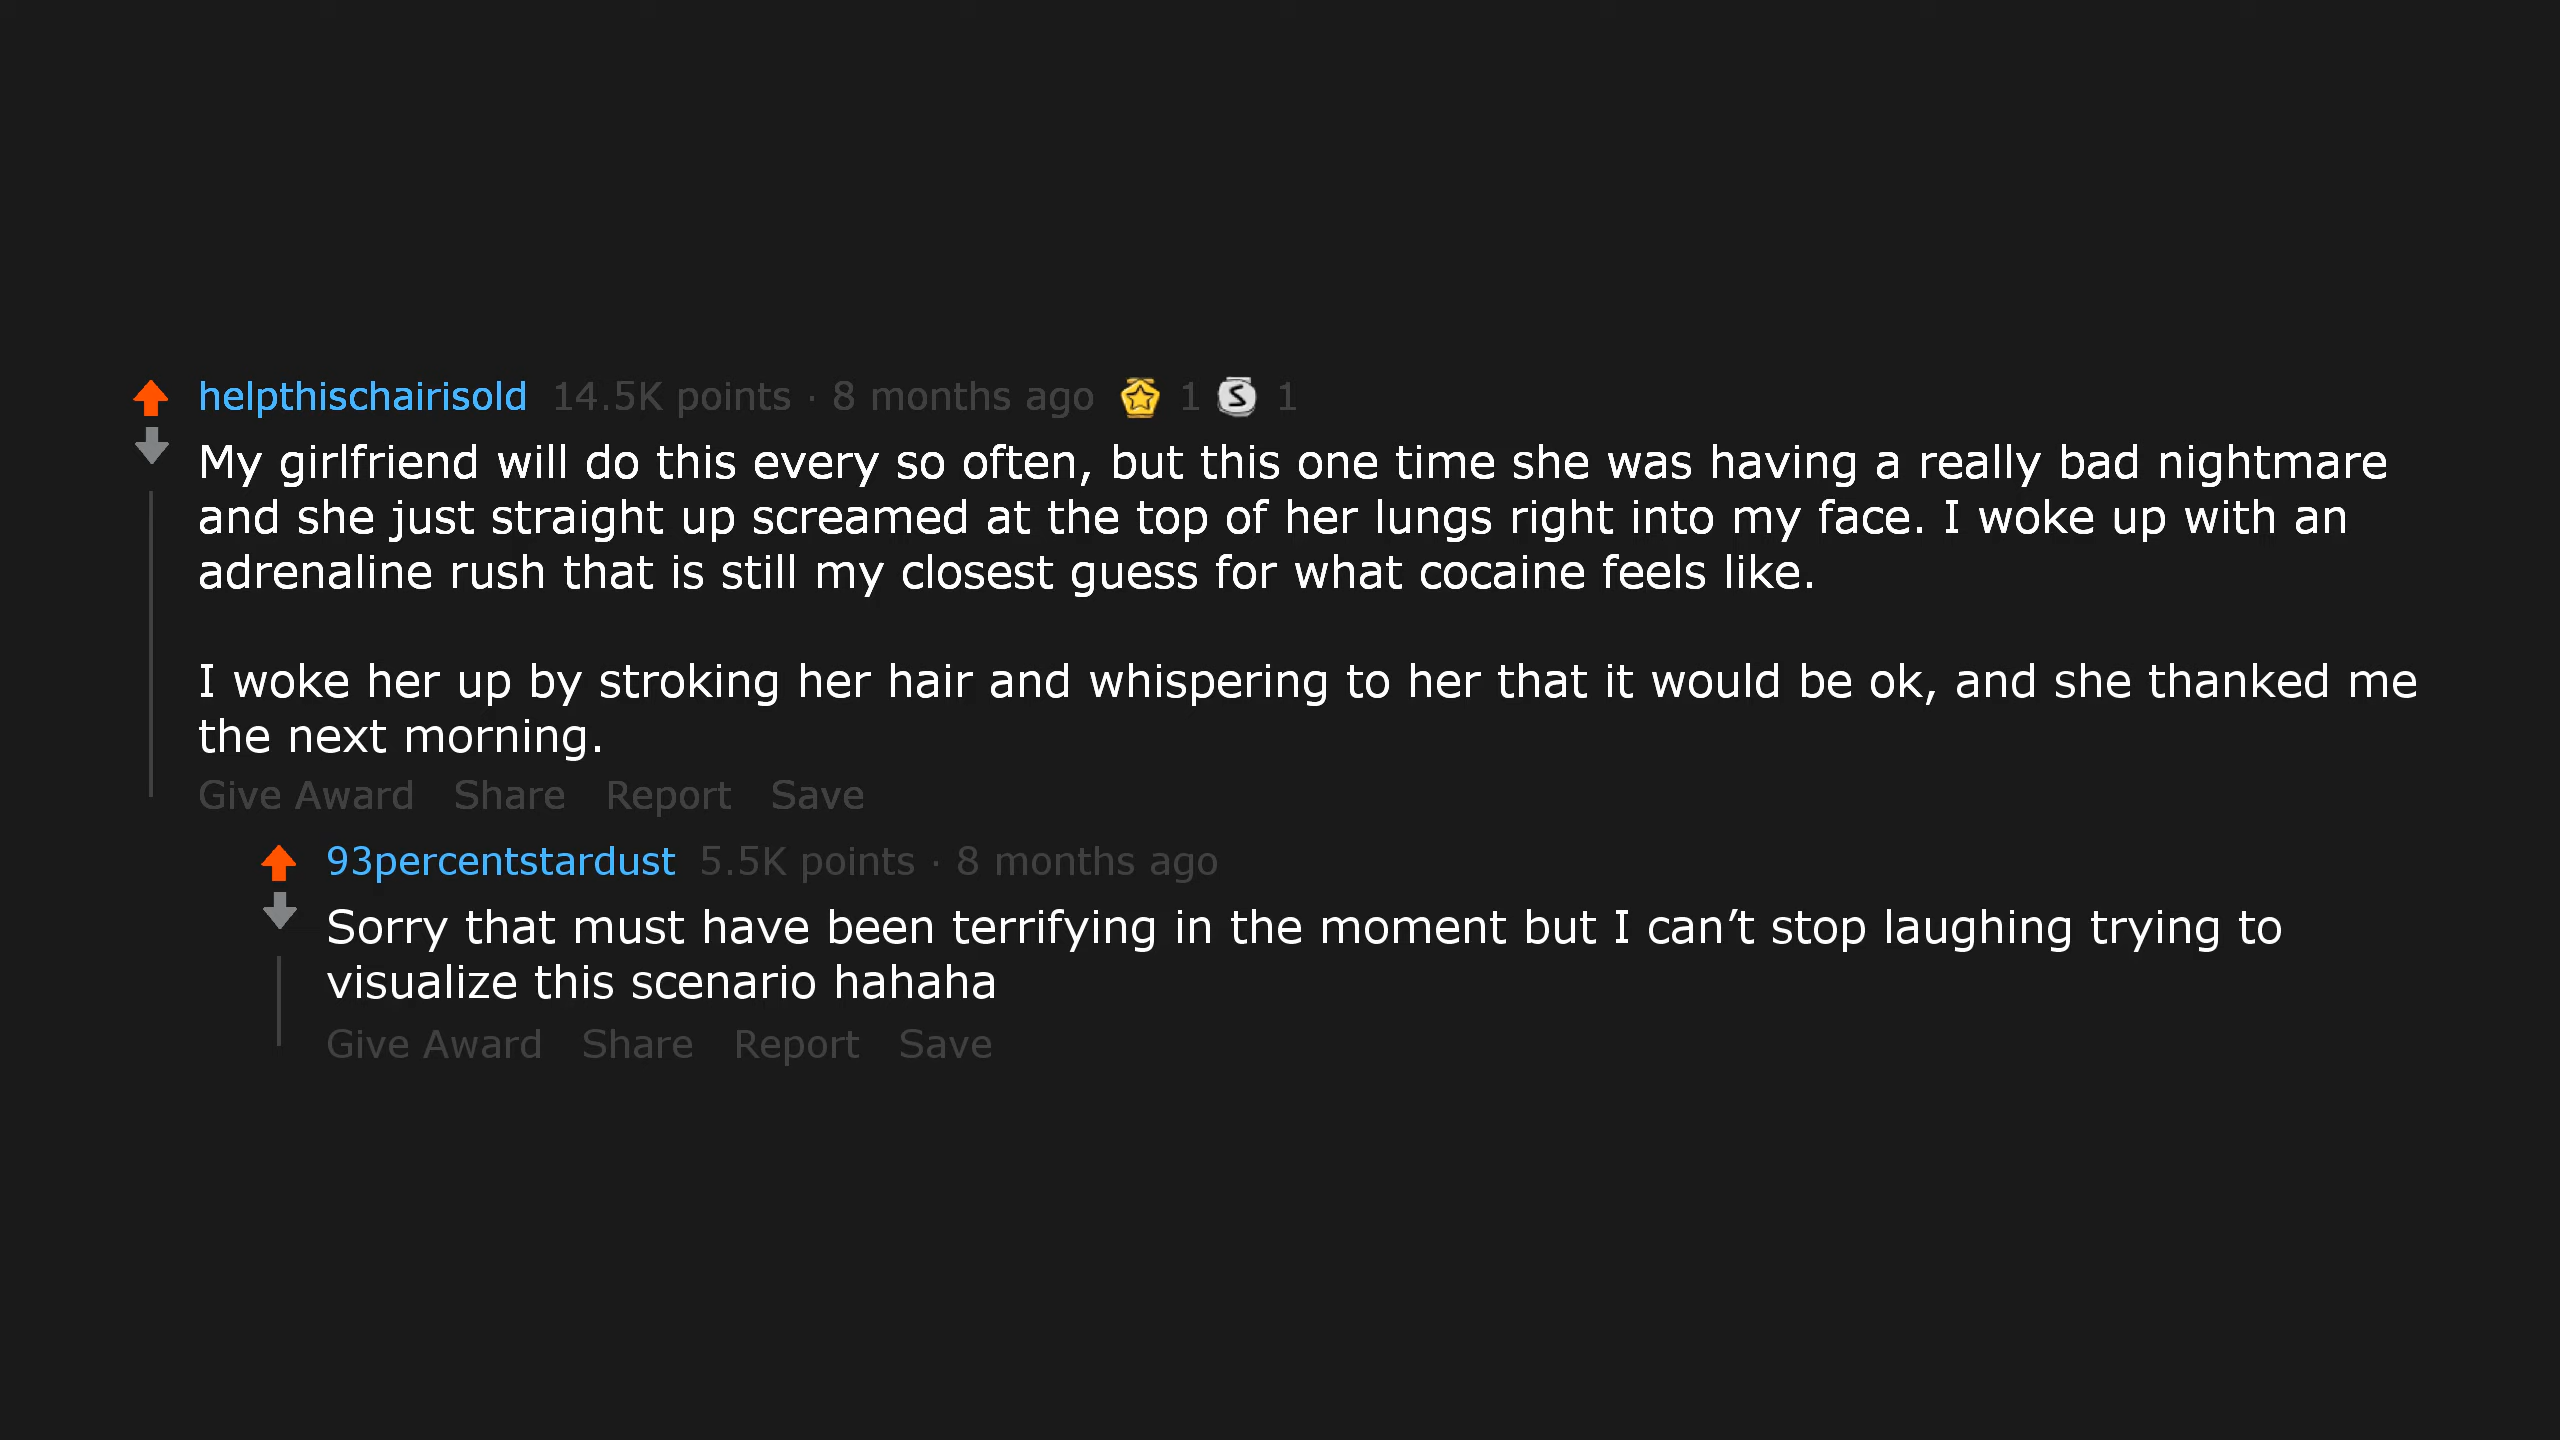 helpthischairisold 14.5K points · 8 months ago 1 S 1
My girlfriend will do this every so often, but this one time she was having a really bad nightmare
and she just straight up screamed at the top of her lungs right into my face. I woke up with an
adrenaline rush that is still my closest guess for what cocaine feels like.
I woke her up by stroking her hair and whispering to her that it would be ok, and she thanked me
the next morning.
Give Award Share Report Save
93percentstardust 5.5K points · 8 months ago
Sorry that must have been terrifying in the moment but I can’t stop laughing trying to
visualize this scenario hahaha
Give Award Share Report Save